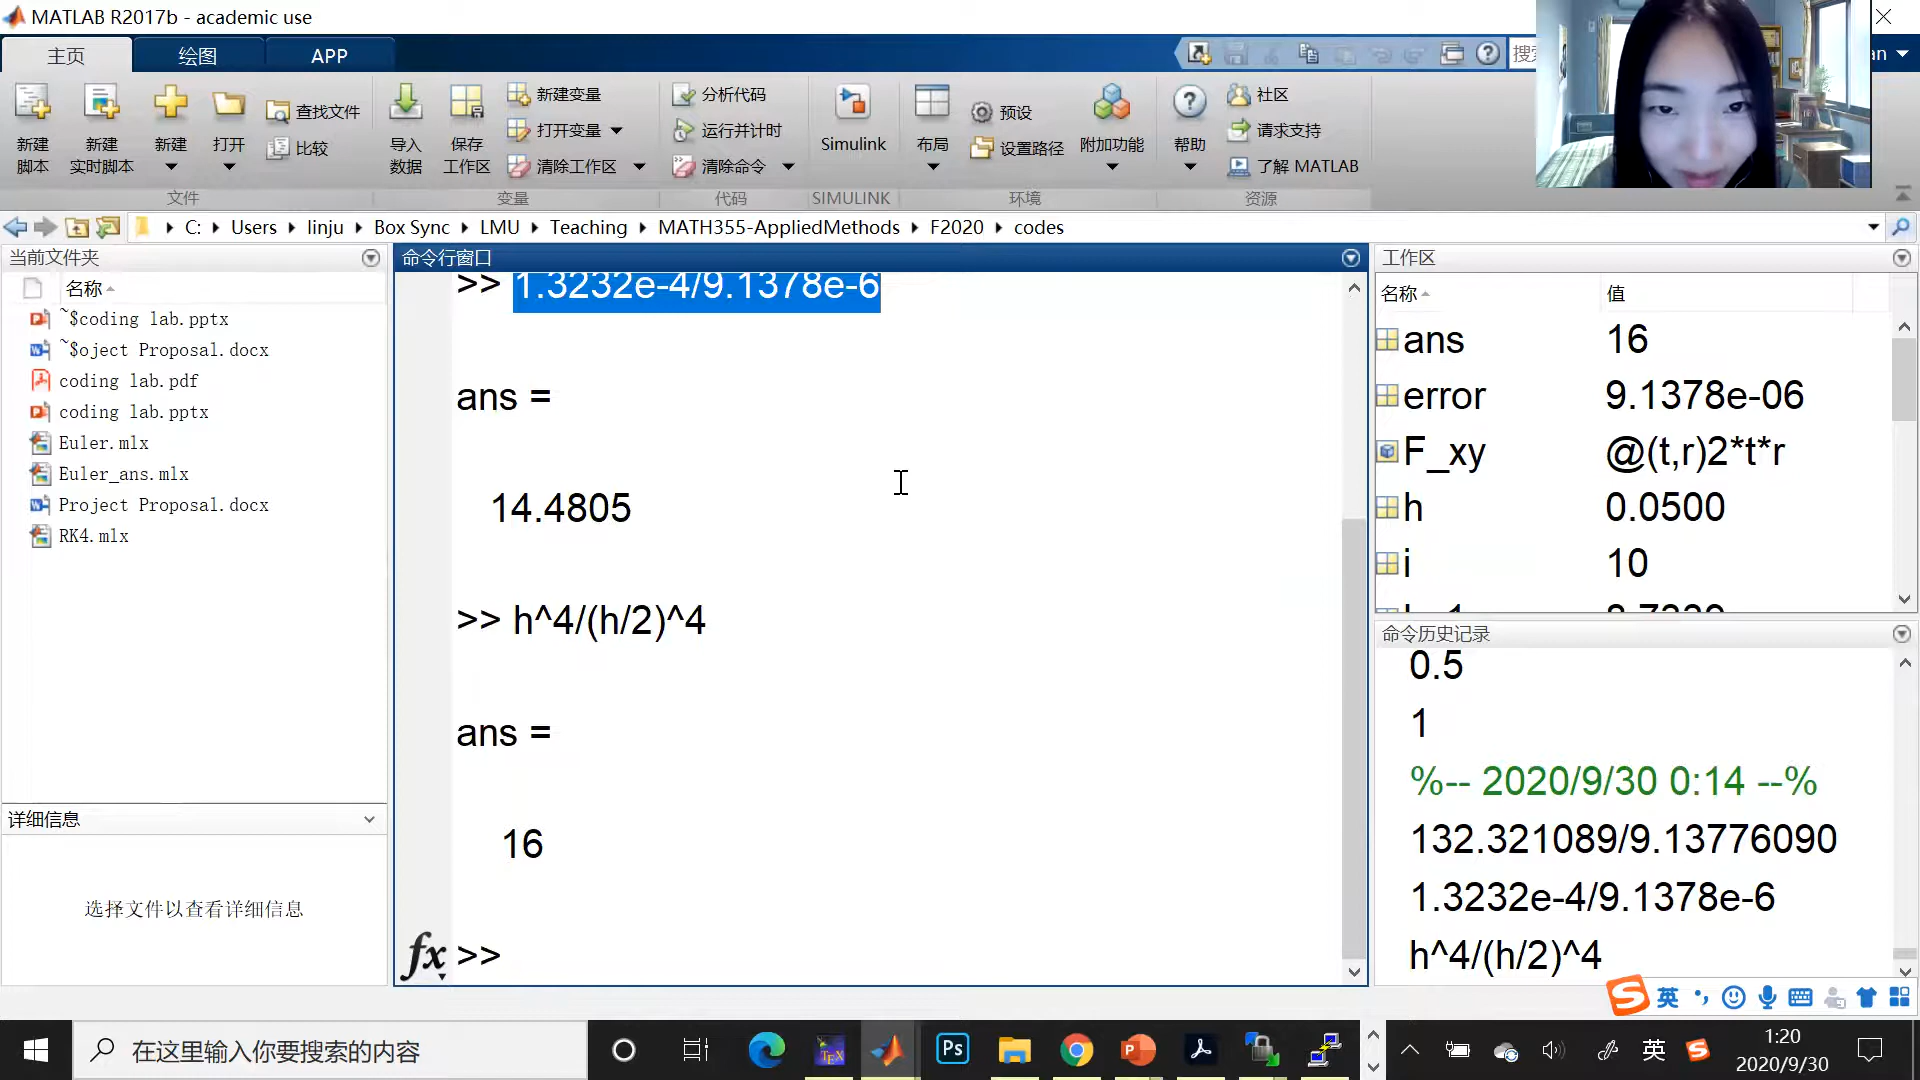 MATLAB R2017b - academic use
主页
绘图
APP
搜
an
新建
脚本
新建
实时脚本
新建
打开
查找文件
比较
导入
数据
保存
工作区
新建变量
打开变量
清除工作区
分析代码
运行并计时
清除命令
Simulink
布局
预设
设置路径
附加功能
帮助
社区
请求支持
了解 MATLAB
文件
变量
代码
SIMULINK
环境
资源
C:
Users
linju
Box Sync
LMU
Teaching
MATH355-AppliedMethods
F2020
codes
当前文件夹
名称
~$coding lab.pptx
~$oject Proposal.docx
coding lab.pdf
coding lab.pptx
Euler.mlx
Euler_ans.mlx
Project Proposal.docx
RK4.mlx
详细信息
选择文件以查看详细信息
命令行窗口
>> 1.3232e-4/9.1378e-6
ans =
14.4805
>> h^4/(h/2)^4
ans =
16
fx >>
工作区
名称 值
ans 16
error 9.1378e-06
F_xy @(t,r)2*t*r
h 0.0500
i 10
命令历史记录
0.5
1
%-- 2020/9/30 0:14 --%
132.321089/9.13776090
1.3232e-4/9.1378e-6
h^4/(h/2)^4
英
在这里输入你要搜索的内容
TEX
Ps
英
1:20
2020/9/30